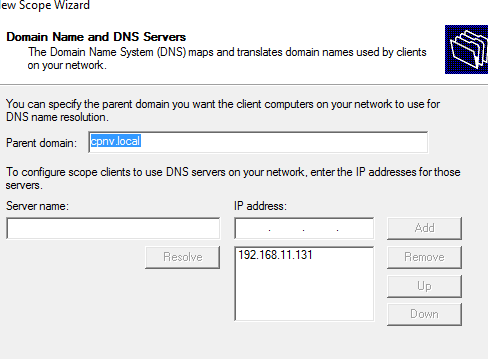 ew Scope Wizard
Domain Name and DNS Servers
The Domain Name System (DNS) maps and translates domain names used by clients
on your network.
You can specify the parent domain you want the client computers on your network to use for
DNS name resolution.
Parent domain: cpnv.local
To configure scope clients to use DNS servers on your network, enter the IP addresses for those
servers.
Server name: IP address:
. . . Add
Resolve 192.168.11.131 Remove
Up
Down